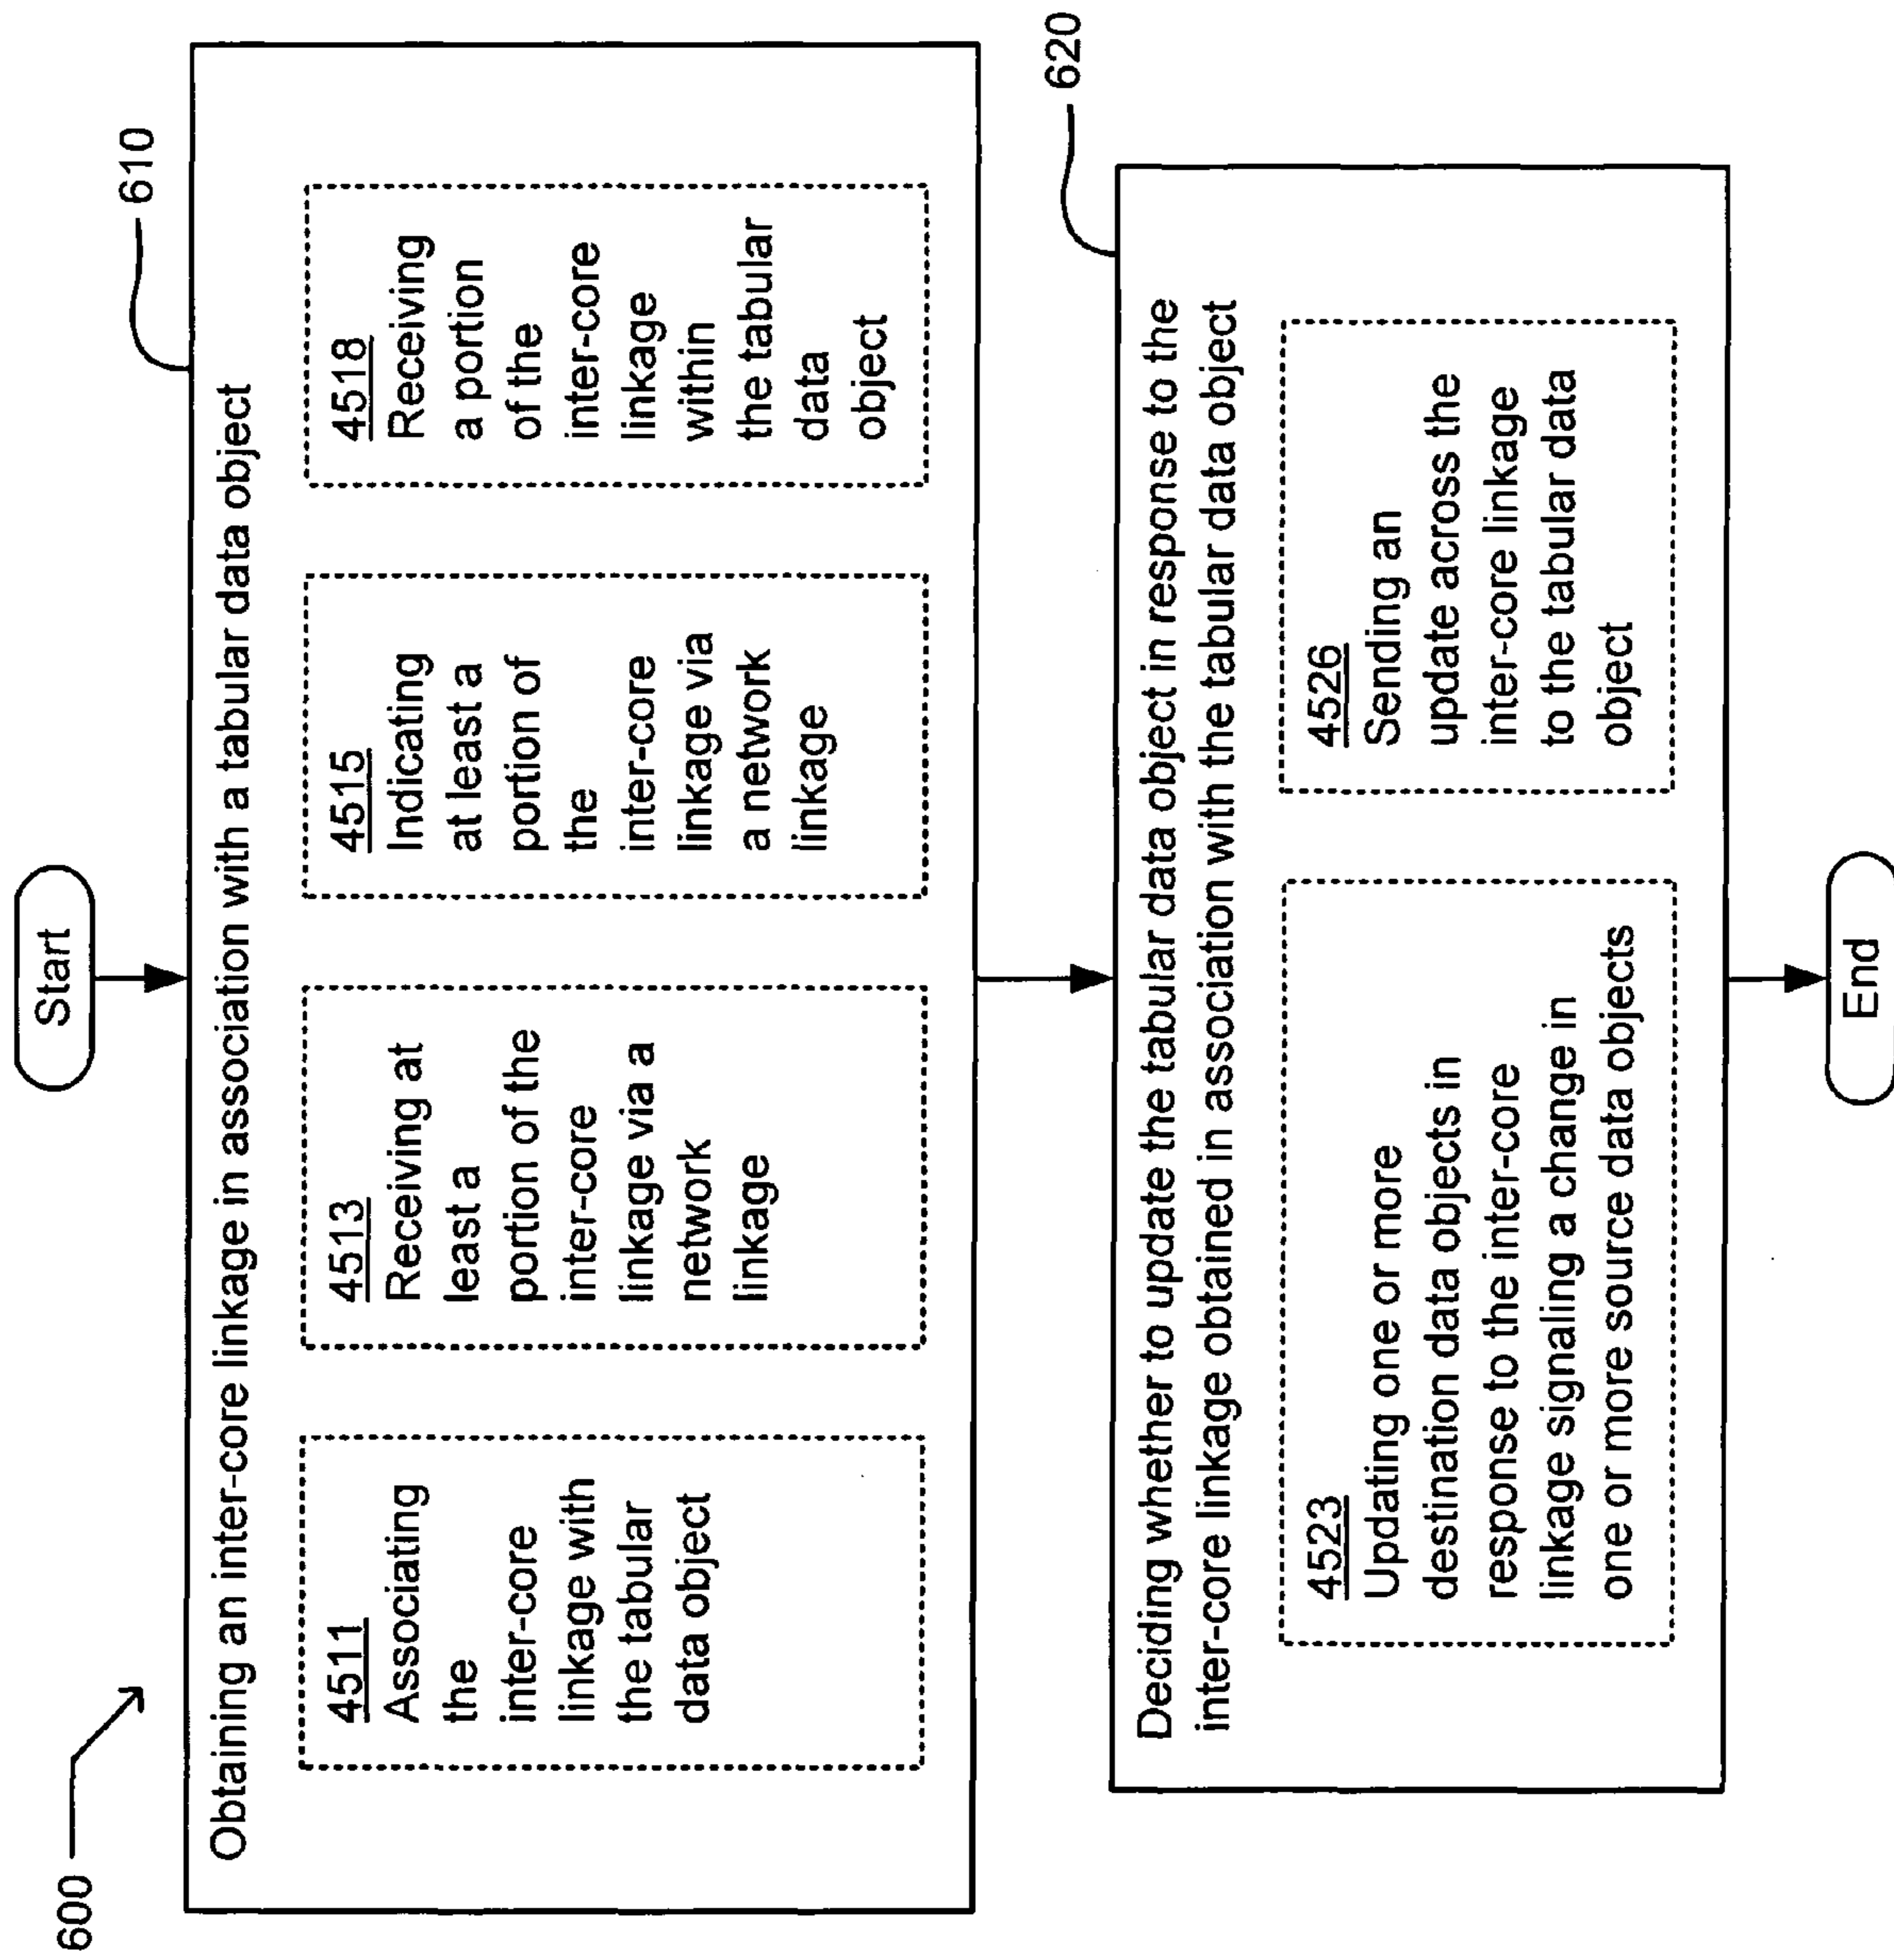 600
Start
610
Obtaining an inter-core linkage in association with a tabular data object
4511
Associating
the
inter-core
linkage with
the tabular
data object
4513
Receiving at
least a
portion of the
inter-core
linkage via a
network
linkage
4515
Indicating
at least a
portion of
the
inter-core
linkage via
a network
linkage
4518
Receiving
a portion
of the
inter-core
linkage
within
the tabular
data
object
620
Deciding whether to update the tabular data object in response to the
inter-core linkage obtained in association with the tabular data object
4523
Updating one or more
destination data objects in
response to the inter-core
linkage signaling a change in
one or more source data objects
4526
Sending an
update across the
inter-core linkage
to the tabular data
object
End